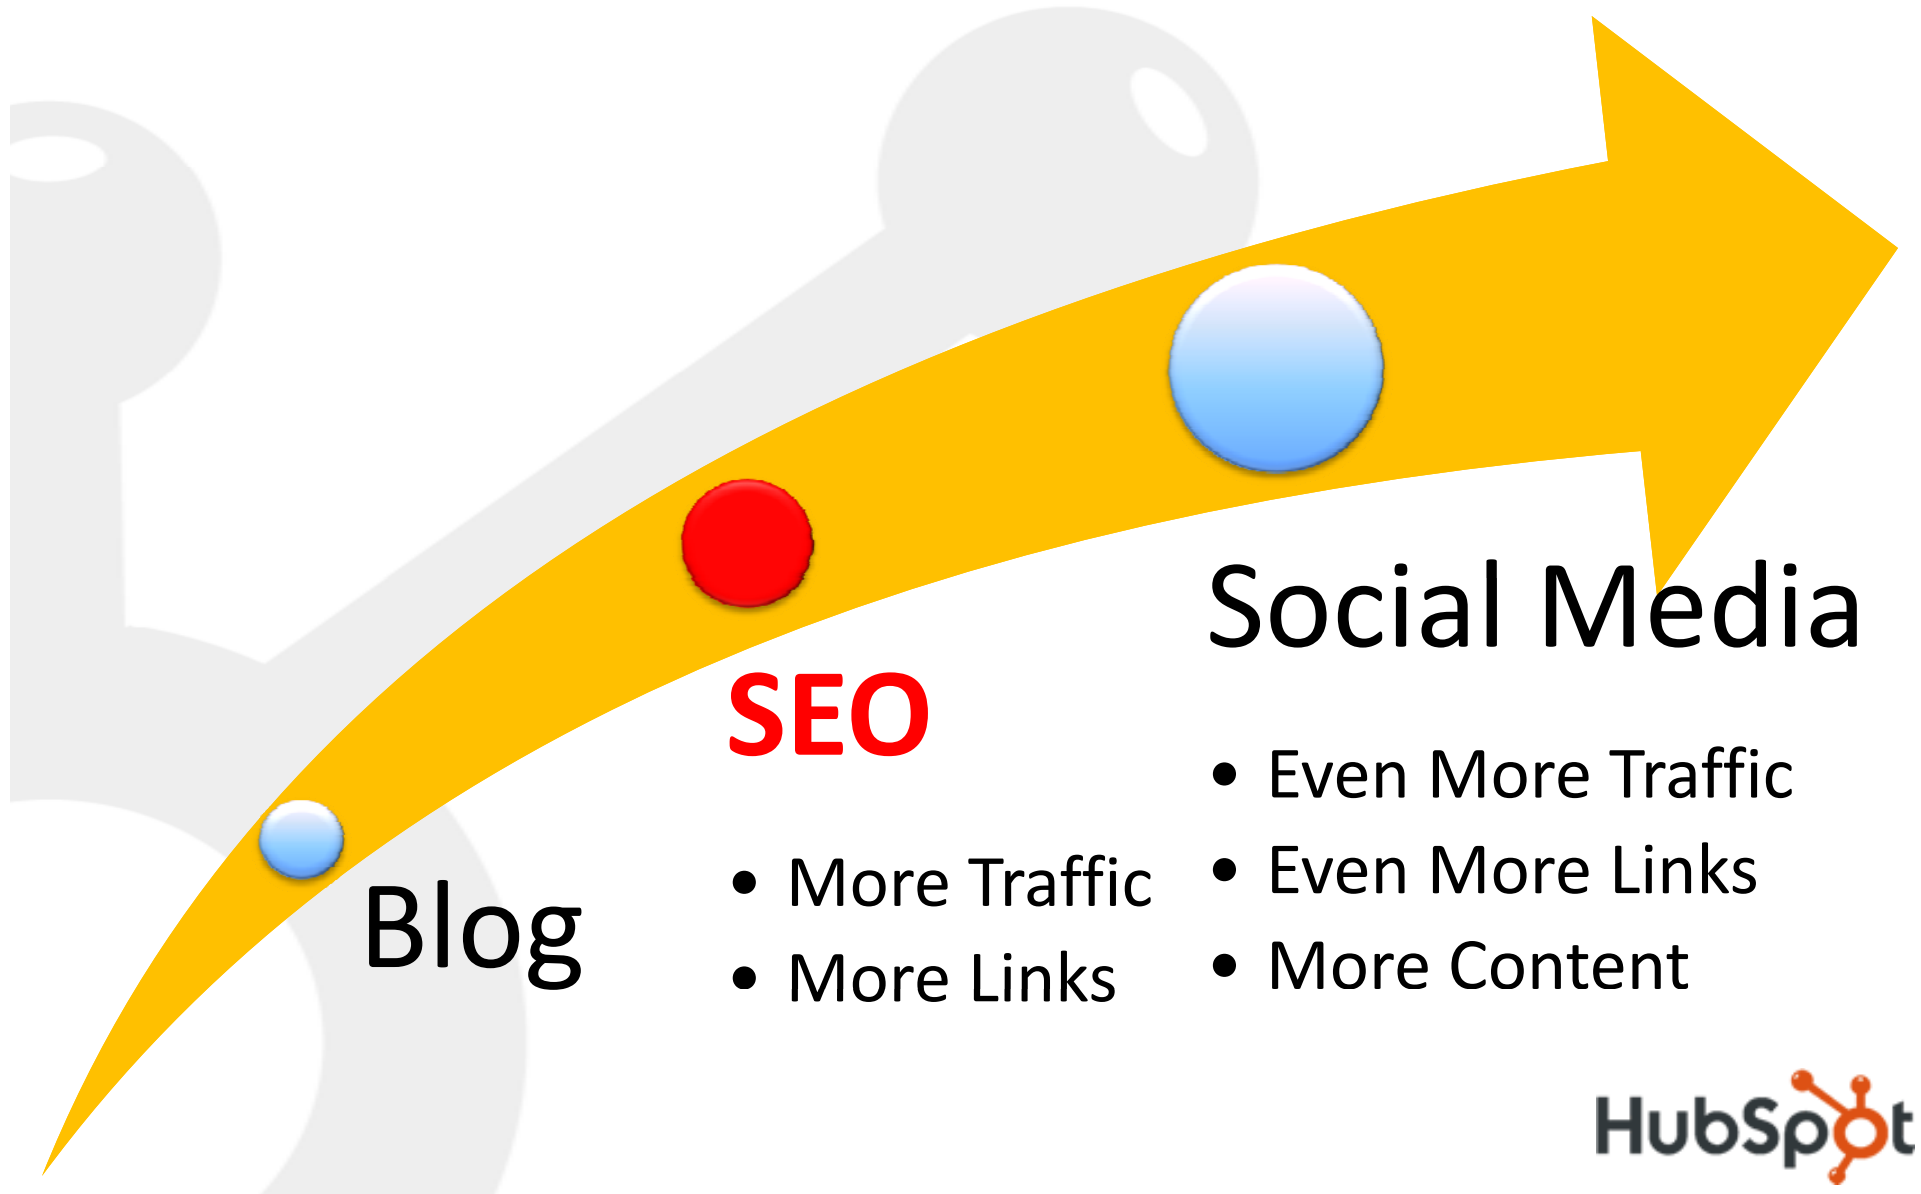 Blog
SEO
• More Traffic
• More Links
Social Media
• Even More Traffic
• Even More Links
• More Content
HubSpot